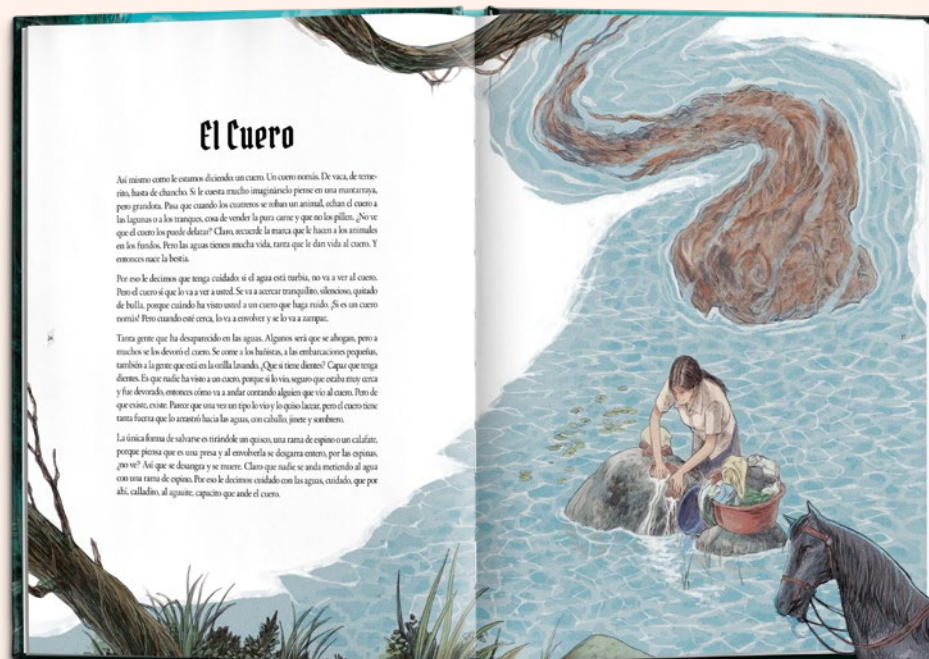 El Cuero
Así mismo como le estamos diciendo: un cuero. Un cuero nomás. De vaca, de terne-
rito, hasta de chancho. Si le cuesta mucho imaginárselo piense en una mantarraya,
pero grandota. Pasa que cuando los cuatreros se roban un animal, echan el cuero a
las lagunas o a los tranques, cosa de vender la pura carne y que no los pillen. ¿No ve
que el cuero los puede delatar? Claro, recuerde la marca que le hacen a los animales
en los fundos. Pero las aguas tienen mucha vida, tanta que le dan vida al cuero. Y
entonces nace la bestia.
Por eso le decimos que tenga cuidado: si el agua está turbia, no va a ver al cuero.
Pero el cuero sí que lo va a ver a usted. Se va a acercar tranquilito, silencioso, quitado
de bulla, porque cuándo ha visto usted a un cuero que haga ruido. ¡Si es un cuero
nomás! Pero cuando esté cerca, lo va a envolver y se lo va a zampar.
Tanta gente que ha desaparecido en las aguas. Algunos será que se ahogan, pero a
muchos se los devoró el cuero. Se come a los bañistas, a las embarcaciones pequeñas,
también a la gente que está en la orilla lavando. ¿Que si tiene dientes? Capaz que tenga
dientes. Es que nadie ha visto a un cuero, porque si lo vio, seguro que estaba muy cerca
y fue devorado, entonces cómo va a andar contando alguien que vio al cuero. Pero de
que existe, existe. Parece que una vez un tipo lo vio y lo quiso lacear, pero el cuero tiene
tanta fuerza que lo arrastró hacia las aguas, con caballo, jinete y sombrero.
La única forma de salvarse es tirándole un quisco, una rama de espino o un calafate,
porque piensa que es una presa y al envolverla se desgarra entero, por las espinas,
¿no ve? Así que se desangra y se muere. Claro que nadie se anda metiendo al agua
con una rama de espino. Por eso le decimos: cuidado con las aguas, cuidado, que por
ahí, calladito, al aguaite, capacito que ande el cuero.